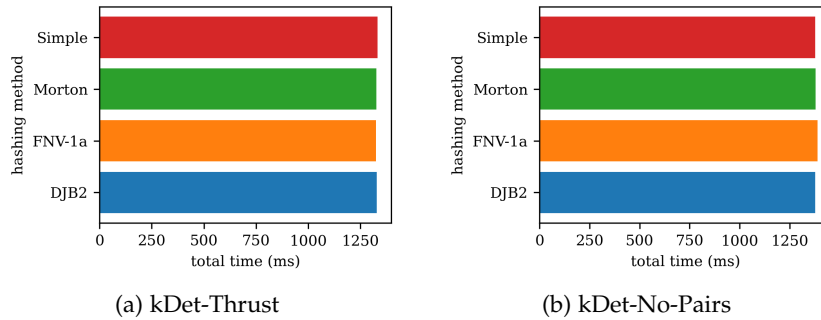 hashing method
Simple
Morton
FNV-1a
DJB2
0 250 500 750 1000 1250
total time (ms)
(a) kDet-Thrust
hashing method
Simple
Morton
FNV-1a
DJB2
0 250 500 750 1000 1250
total time (ms)
(b) kDet-No-Pairs